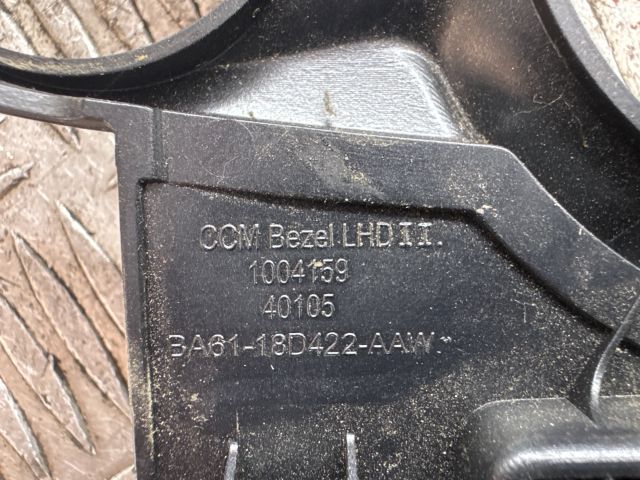 CCM Bezel LHD II.
1004159
40105
BA61-18D422-AAW